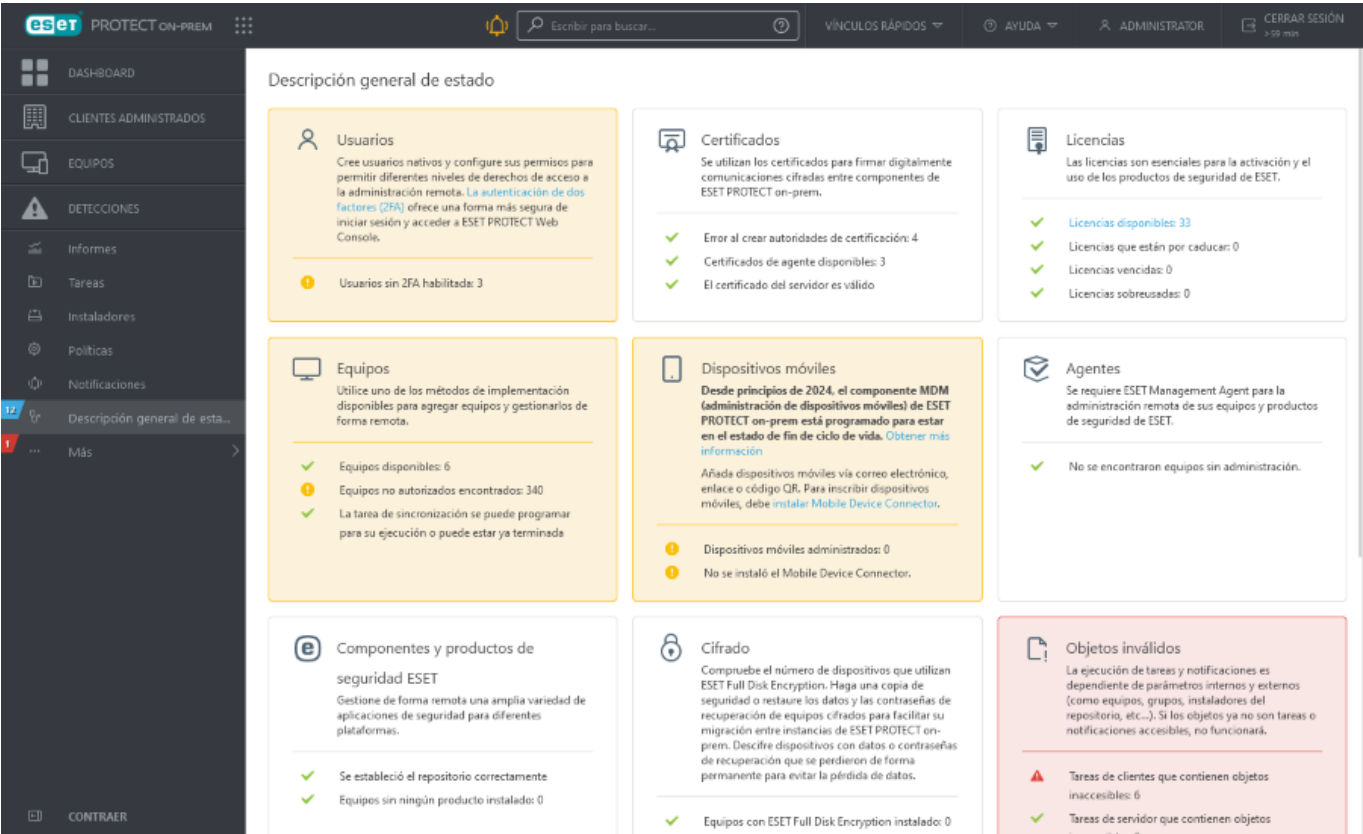 eset PROTECT ON-PREM
Escribir para buscar...
VÍNCULOS RÁPIDOS
AYUDA
ADMINISTRATOR
CERRAR SESIÓN
>59 min
DASHBOARD
CLIENTES ADMINISTRADOS
EQUIPOS
DETECCIONES
Informes
Tareas
Instaladores
Políticas
Notificaciones
12
Descripción general de esta...
1
Más
CONTRAER
Descripción general de estado
Usuarios
Cree usuarios nativos y configure sus permisos para
permitir diferentes niveles de derechos de acceso a
la administración remota. La autenticación de dos
factores (2FA) ofrece una forma más segura de
iniciar sesión y acceder a ESET PROTECT Web
Console.
Usuarios sin 2FA habilitada: 3
Certificados
Se utilizan los certificados para firmar digitalmente
comunicaciones cifradas entre componentes de
ESET PROTECT on-prem.
Error al crear autoridades de certificación: 4
Certificados de agente disponibles: 3
El certificado del servidor es válido
Licencias
Las licencias son esenciales para la activación y el
uso de los productos de seguridad de ESET.
Licencias disponibles: 33
Licencias que están por caducar: 0
Licencias vencidas: 0
Licencias sobreusadas: 0
Equipos
Utilice uno de los métodos de implementación
disponibles para agregar equipos y gestionarlos de
forma remota.
Equipos disponibles: 6
Equipos no autorizados encontrados: 340
La tarea de sincronización se puede programar
para su ejecución o puede estar ya terminada
Dispositivos móviles
Desde principios de 2024, el componente MDM
(administración de dispositivos móviles) de ESET
PROTECT on-prem está programado para estar
en el estado de fin de ciclo de vida. Obtener más
información
Añada dispositivos móviles vía correo electrónico,
enlace o código QR. Para inscribir dispositivos
móviles, debe instalar Mobile Device Connector.
Dispositivos móviles administrados: 0
No se instaló el Mobile Device Connector.
Agentes
Se requiere ESET Management Agent para la
administración remota de sus equipos y productos
de seguridad de ESET.
No se encontraron equipos sin administración.
Componentes y productos de
seguridad ESET
Gestione de forma remota una amplia variedad de
aplicaciones de seguridad para diferentes
plataformas.
Se estableció el repositorio correctamente
Equipos sin ningún producto instalado: 0
Cifrado
Compruebe el número de dispositivos que utilizan
ESET Full Disk Encryption. Haga una copia de
seguridad o restaure los datos y las contraseñas de
recuperación de equipos cifrados para facilitar su
migración entre instancias de ESET PROTECT on-
prem. Descifre dispositivos con datos o contraseñas
de recuperación que se perdieron de forma
permanente para evitar la pérdida de datos.
Equipos con ESET Full Disk Encryption instalado: 0
Objetos inválidos
La ejecución de tareas y notificaciones es
dependiente de parámetros internos y externos
(como equipos, grupos, instaladores del
repositorio, etc...). Si los objetos ya no son tareas o
notificaciones accesibles, no funcionará.
Tareas de clientes que contienen objetos
inaccesibles: 6
Tareas de servidor que contienen objetos